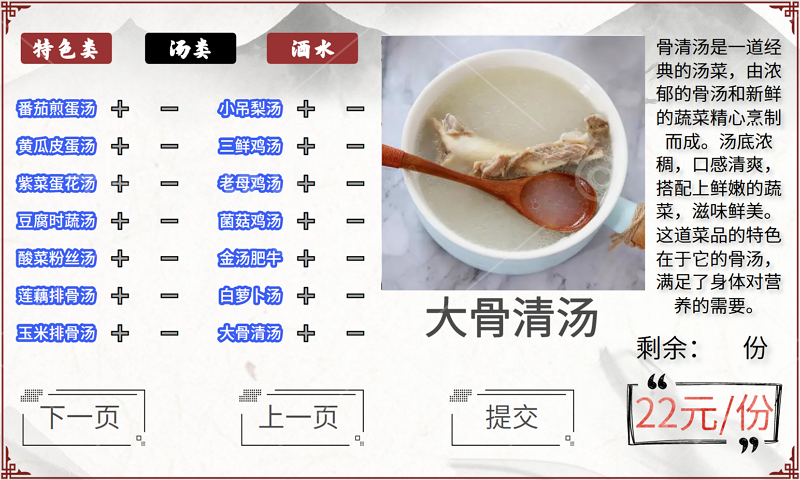 特色类
汤类
酒水
番茄煎蛋汤
小吊梨汤
黄瓜皮蛋汤
三鲜鸡汤
紫菜蛋花汤
老母鸡汤
豆腐时蔬汤
菌菇鸡汤
酸菜粉丝汤
金汤肥牛
莲藕排骨汤
白萝卜汤
玉米排骨汤
大骨清汤
大骨清汤
骨清汤是一道经
典的汤菜，由浓
郁的骨汤和新鲜
的蔬菜精心烹制
而成。汤底浓
稠，口感清爽，
搭配上鲜嫩的蔬
菜，滋味鲜美。
这道菜品的特色
在于它的骨汤，
满足了身体对营
养的需要。
剩余： 份
22元/份
下一页
上一页
提交